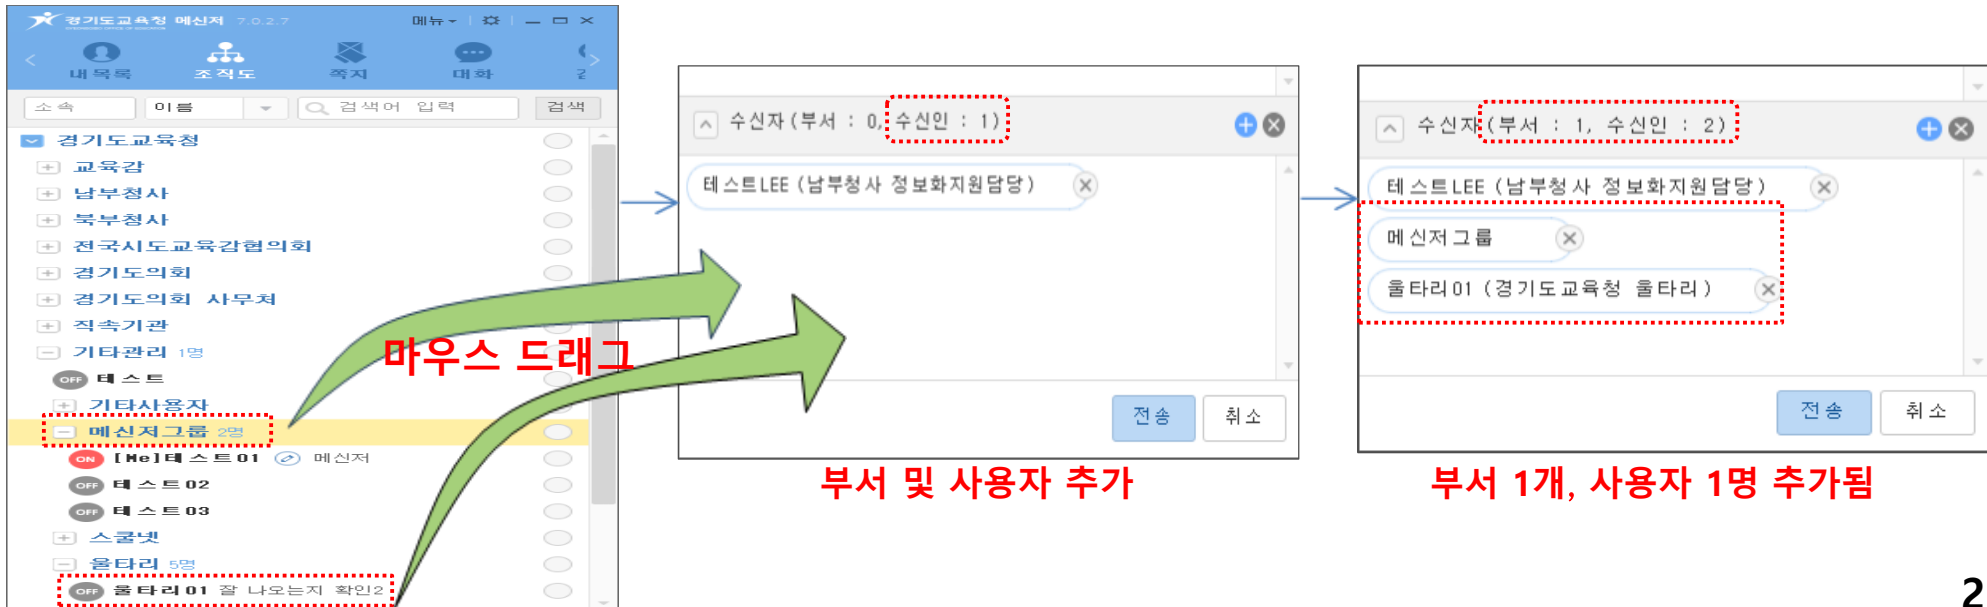 경기도교육청 메신저 7.0.2.7 메뉴
내목록 조직도 쪽지 대화
소속 이름 검색어 입력 검색
경기도교육청
교육감
남부청사
북부청사
전국시도교육감협의회
경기도의회
경기도의회 사무처
직속기관
기타관리 1명
OFF 테스트
기타사용자
메신저그룹 2명
ON [Me]테스트01 메신저
OFF 테스트02
OFF 테스트03
스쿨넷
울타리 5명
OFF 울타리01 잘 나오는지 확인2
마우스 드래그
수신자(부서 : 0, 수신인 : 1)
테스트LEE(남부청사 정보화지원담당)
전송 취소
부서 및 사용자 추가
수신자(부서 : 1, 수신인 : 2)
테스트LEE(남부청사 정보화지원담당)
메신저그룹
울타리01(경기도교육청 울타리)
전송 취소
부서 1개, 사용자 1명 추가됨
2